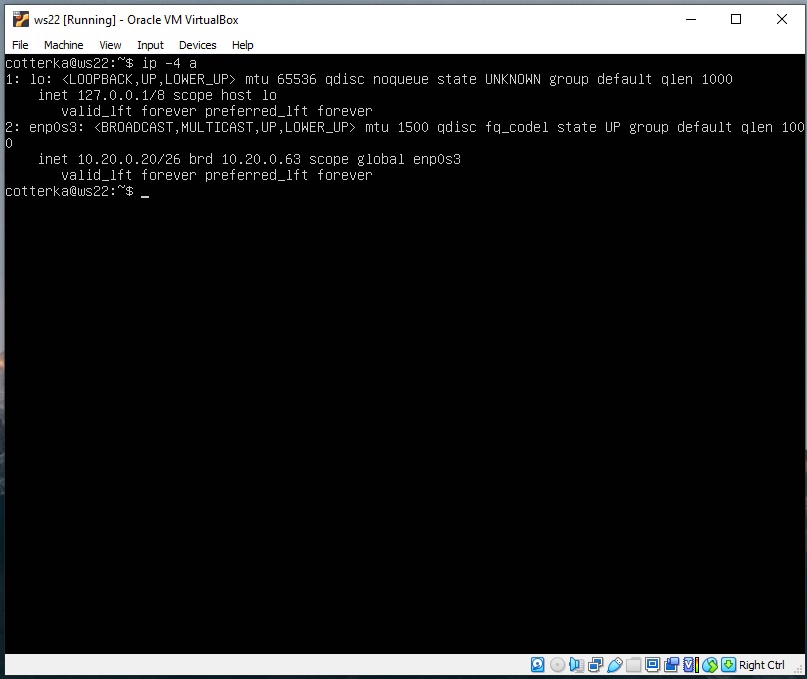 ws22 [Running] - Oracle VM VirtualBox
File Machine View Input Devices Help
cotterka@ws22:~$ ip -4 a
1: lo: <LOOPBACK,UP,LOWER_UP> mtu 65536 qdisc noqueue state UNKNOWN group default qlen 1000
    inet 127.0.0.1/8 scope host lo
       valid_lft forever preferred_lft forever
2: enp0s3: <BROADCAST,MULTICAST,UP,LOWER_UP> mtu 1500 qdisc fq_codel state UP group default qlen 100
0
    inet 10.20.0.20/26 brd 10.20.0.63 scope global enp0s3
       valid_lft forever preferred_lft forever
cotterka@ws22:~$ _
Right Ctrl